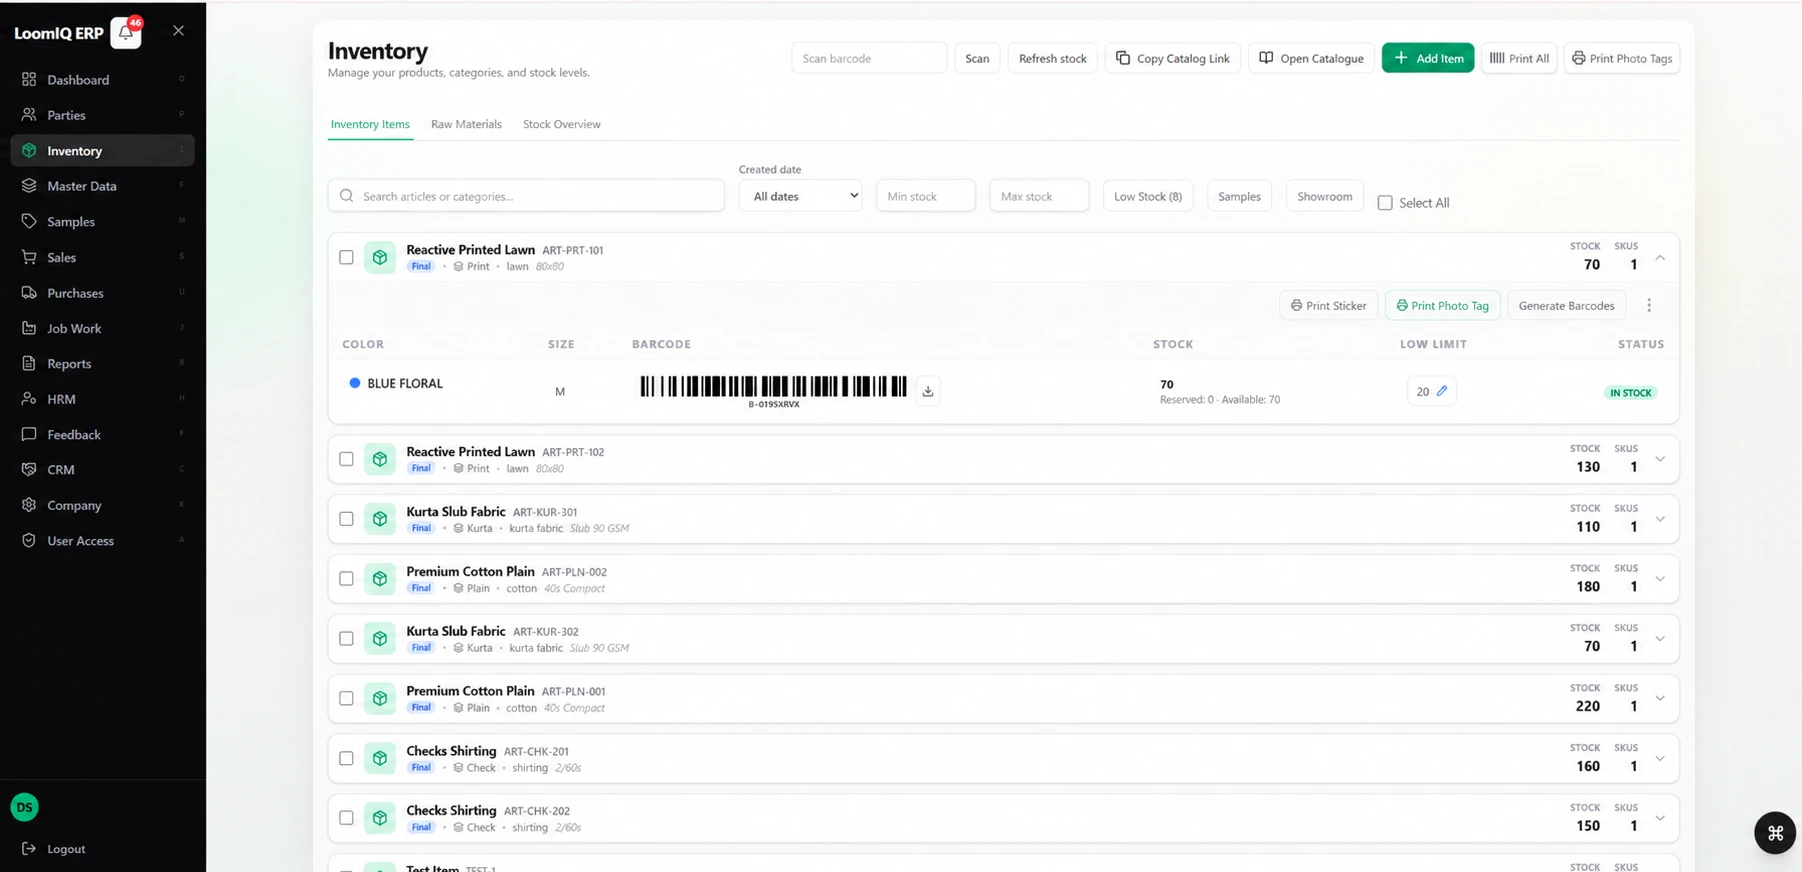 LoomIQ ERP
46
Dashboard D
Parties P
Inventory I
Master Data F
Samples M
Sales S
Purchases U
Job Work J
Reports R
HRM H
Feedback F
CRM C
Company K
User Access A
DS
Logout
Inventory
Manage your products, categories, and stock levels.
Scan barcode
Scan
Refresh stock
Copy Catalog Link
Open Catalogue
Add Item
Print All
Print Photo Tags
Inventory Items Raw Materials Stock Overview
Created date
Search articles or categories...
All dates
Min stock
Max stock
Low Stock (8)
Samples
Showroom
Select All
Reactive Printed Lawn ART-PRT-101
Final • Print • lawn 80x80
STOCK SKUS
70 1
Print Sticker
Print Photo Tag
Generate Barcodes
COLOR SIZE BARCODE STOCK LOW LIMIT STATUS
BLUE FLORAL
M
B-019SXRVX
70
Reserved: 0 · Available: 70
20
IN STOCK
Reactive Printed Lawn ART-PRT-102
Final • Print • lawn 80x80
STOCK SKUS
130 1
Kurta Slub Fabric ART-KUR-301
Final • Kurta • kurta fabric Slub 90 GSM
STOCK SKUS
110 1
Premium Cotton Plain ART-PLN-002
Final • Plain • cotton 40s Compact
STOCK SKUS
180 1
Kurta Slub Fabric ART-KUR-302
Final • Kurta • kurta fabric Slub 90 GSM
STOCK SKUS
70 1
Premium Cotton Plain ART-PLN-001
Final • Plain • cotton 40s Compact
STOCK SKUS
220 1
Checks Shirting ART-CHK-201
Final • Check • shirting 2/60s
STOCK SKUS
160 1
Checks Shirting ART-CHK-202
Final • Check • shirting 2/60s
STOCK SKUS
150 1
Test Item TEST-1
STOCK SKUS